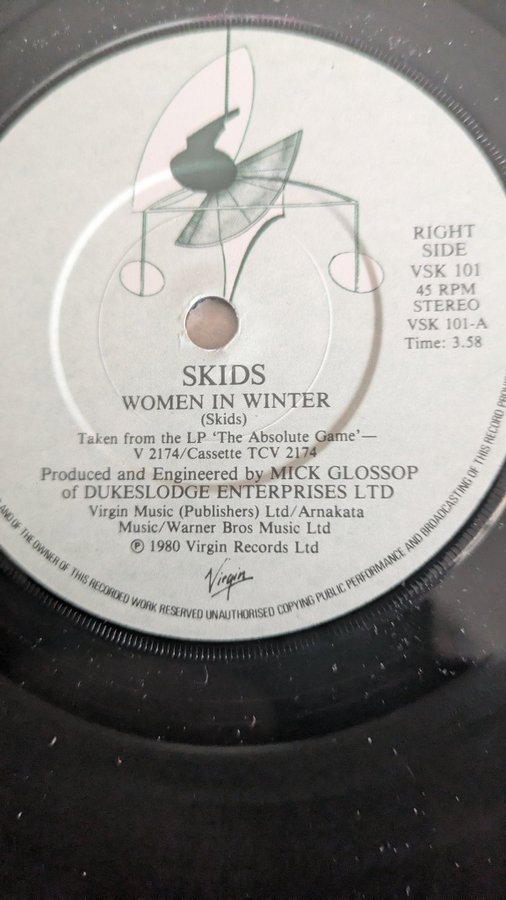 RIGHT
SIDE
VSK 101
45 RPM
STEREO
VSK 101-A
Time: 3.58
SKIDS
WOMEN IN WINTER
(Skids)
Taken from the LP 'The Absolute Game'—
V 2174/Cassette TCV 2174
Produced and Engineered by MICK GLOSSOP
of DUKESLODGE ENTERPRISES LTD
Virgin Music (Publishers) Ltd/Arnakata
Music/Warner Bros Music Ltd
℗ 1980 Virgin Records Ltd
Virgin
AND OF THE OWNER OF THIS RECORDED WORK RESERVED UNAUTHORISED COPYING PUBLIC PERFORMANCE AND BROADCASTING OF THIS RECORD